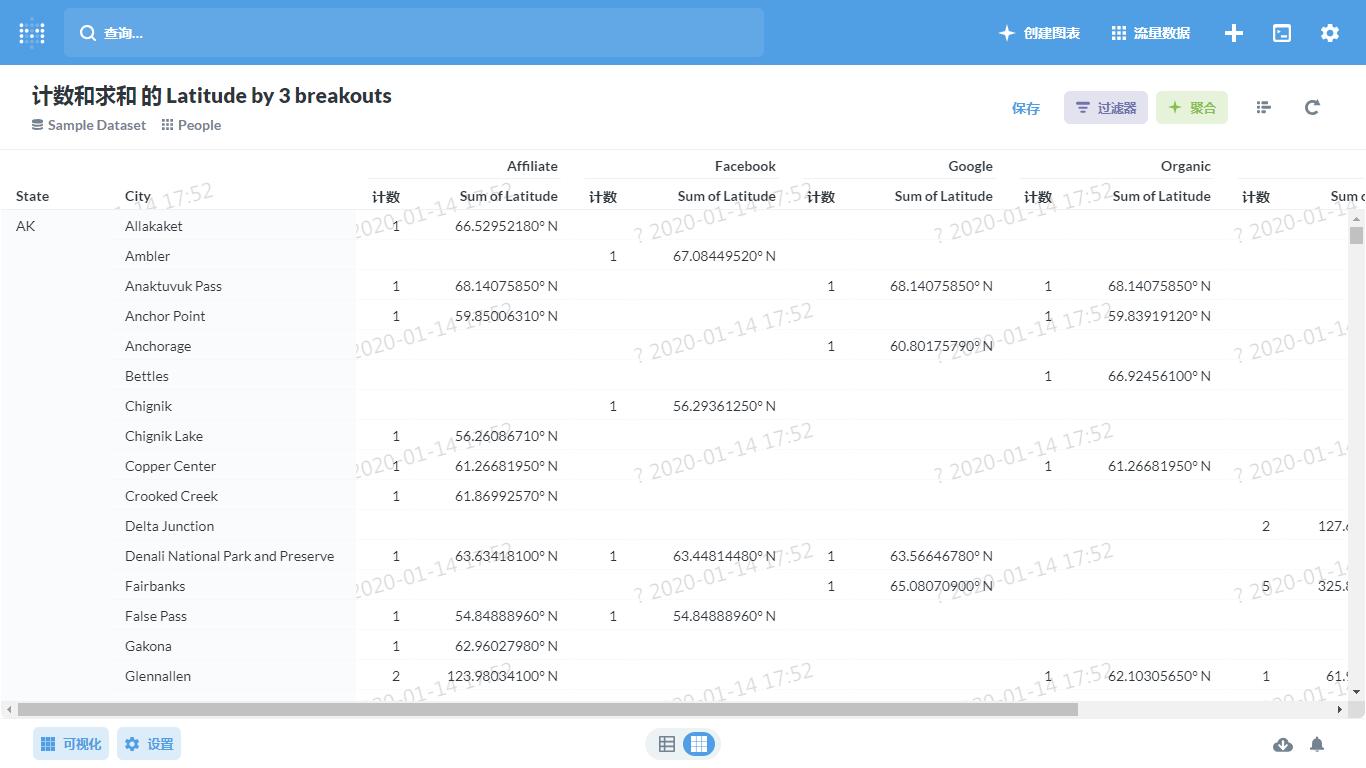 查询...
创建图表 流量数据
计数和求和 的 Latitude by 3 breakouts
Sample Dataset People
保存 过滤器 聚合
Affiliate Facebook Google Organic
State City 计数 Sum of Latitude 计数 Sum of Latitude 计数 Sum of Latitude 计数 Sum of Latitude 计数 Sum
AK Allakaket 1 66.52952180° N
Ambler 1 67.08449520° N
Anaktuvuk Pass 1 68.14075850° N 1 68.14075850° N 1 68.14075850° N
Anchor Point 1 59.85006310° N 1 59.83919120° N
Anchorage 1 60.80175790° N
Bettles 1 66.92456100° N
Chignik 1 56.29361250° N
Chignik Lake 1 56.26086710° N
Copper Center 1 61.26681950° N 1 61.26681950° N
Crooked Creek 1 61.86992570° N
Delta Junction 2 127.
Denali National Park and Preserve 1 63.63418100° N 1 63.44814480° N 1 63.56646780° N
Fairbanks 1 65.08070900° N 5 325.
False Pass 1 54.84888960° N 1 54.84888960° N
Gakona 1 62.96027980° N
Glennallen 2 123.98034100° N 1 62.10305650° N 1 61.
? 2020-01-14 17:52
可视化 设置